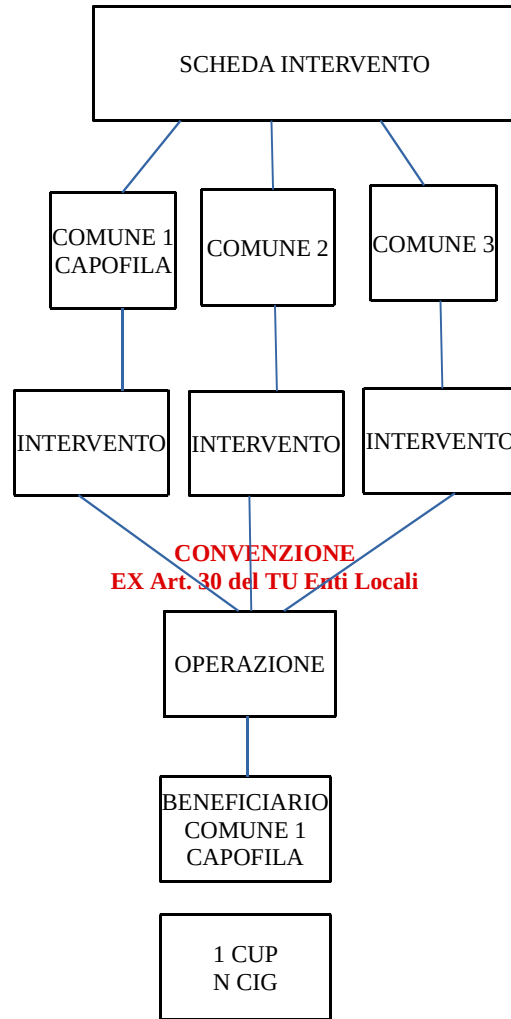 SCHEDA INTERVENTO
COMUNE 1
CAPOFILA
COMUNE 2
COMUNE 3
INTERVENTO
INTERVENTO
INTERVENTO
CONVENZIONE
EX Art. 30 del TU Enti Locali
OPERAZIONE
BENEFICIARIO
COMUNE 1
CAPOFILA
1 CUP
N CIG